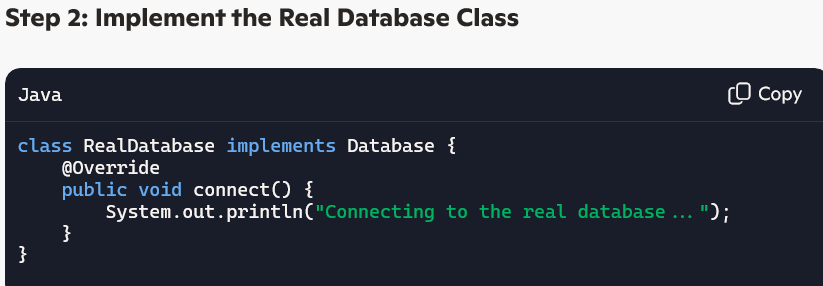 Step 2: Implement the Real Database Class
Java
Copy
class RealDatabase implements Database {
    @Override
    public void connect() {
        System.out.println("Connecting to the real database...");
    }
}